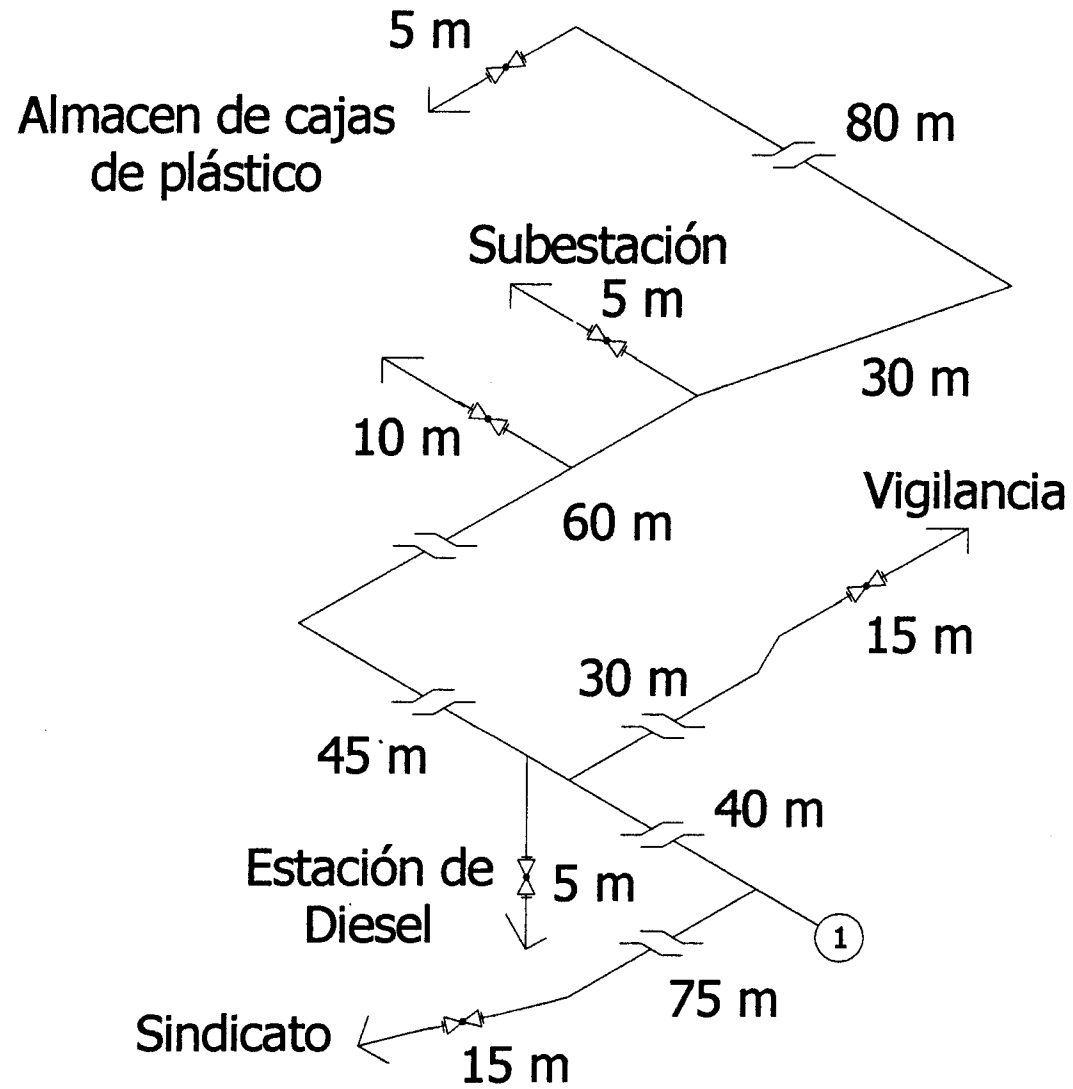 5 m
Almacen de cajas
de plástico
80 m
Subestación
5 m
30 m
10 m
Vigilancia
60 m
15 m
30 m
45 m
40 m
Estación de
Diesel
5 m
1
75 m
Sindicato
15 m